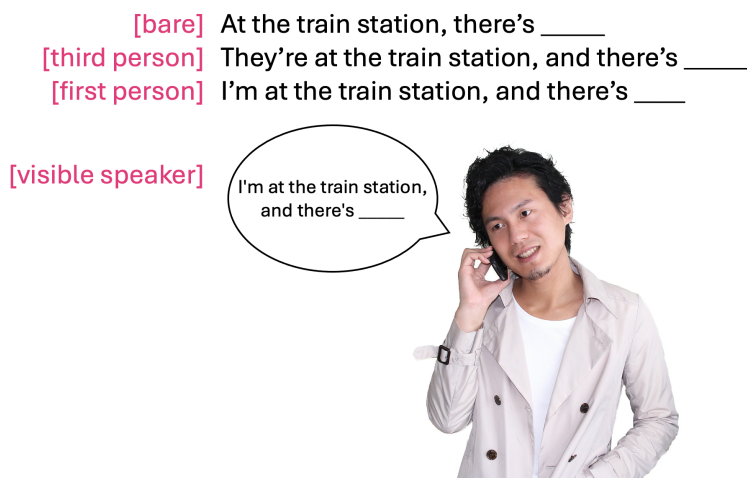 [bare] At the train station, there’s _____
[third person] They’re at the train station, and there’s _____
[first person] I’m at the train station, and there’s ____
[visible speaker]
I'm at the train station,
and there's _____